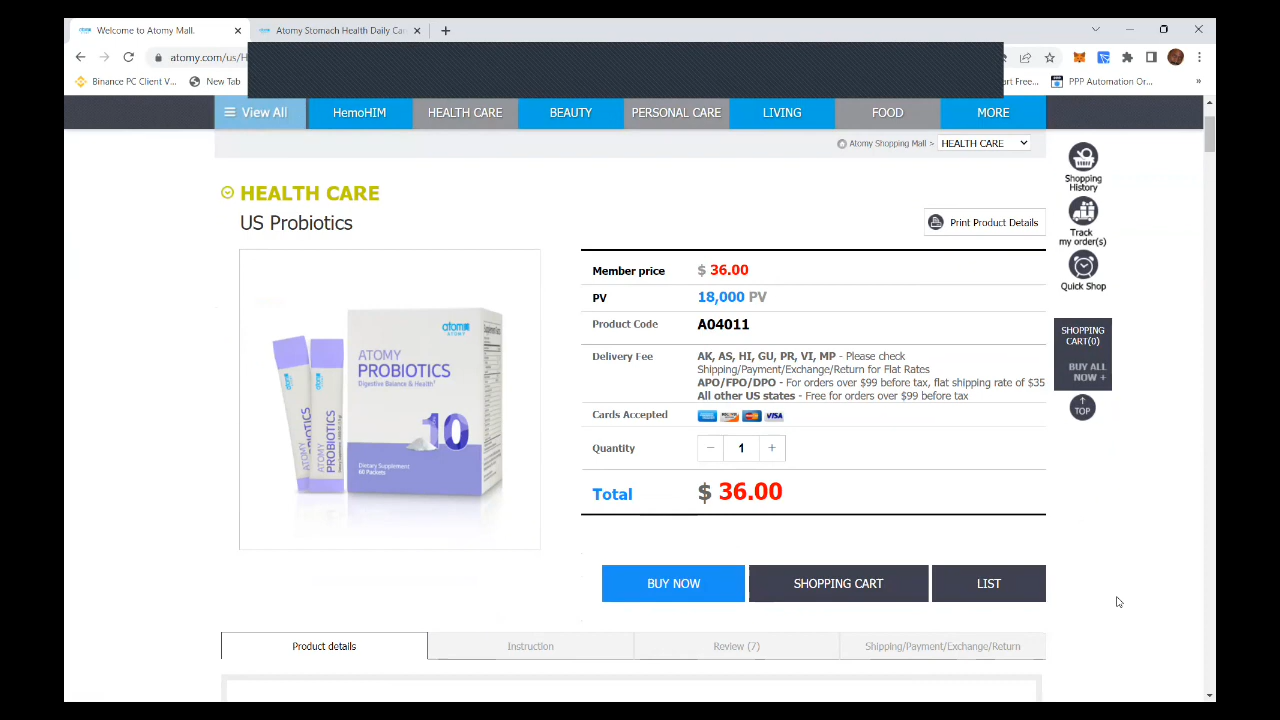 Welcome to Atomy Mall.
Atomy Stomach Health Daily Ca
atomy.com/us/H
Binance PC Client V...
New Tab
rt Free...
PPP Automation Or...
»
View All
HemoHIM
HEALTH CARE
BEAUTY
PERSONAL CARE
LIVING
FOOD
MORE
Atomy Shopping Mall >
HEALTH CARE
HEALTH CARE
US Probiotics
Print Product Details
Shopping
History
Track
my order(s)
Quick Shop
SHOPPING
CART(0)
BUY ALL
NOW +
TOP
atomy
ATOMY
ATOMY
PROBIOTICS
Digestive Balance & Health
10
Dietary Supplement
60 Packets
PROBIOTICS
ATOMY
PROBIOTICS
Member price
$ 36.00
PV
18,000 PV
Product Code
A04011
Delivery Fee
AK, AS, HI, GU, PR, VI, MP - Please check
Shipping/Payment/Exchange/Return for Flat Rates
APO/FPO/DPO - For orders over $99 before tax, flat shipping rate of $35
All other US states - Free for orders over $99 before tax
Cards Accepted
VISA
Quantity
− 1 +
Total
$ 36.00
BUY NOW
SHOPPING CART
LIST
Product details
Instruction
Review (7)
Shipping/Payment/Exchange/Return